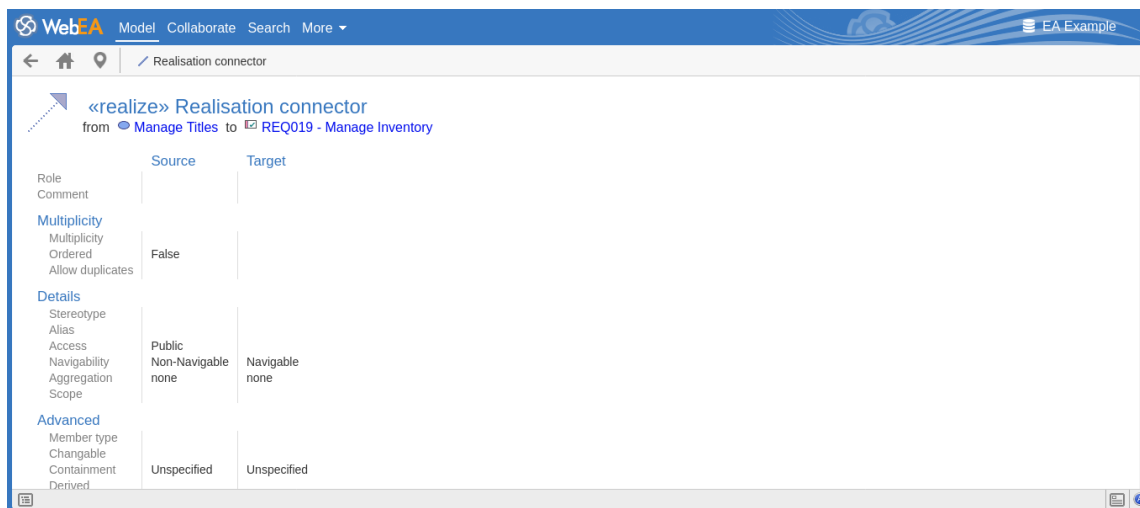 WebEA Model Collaborate Search More EA Example
Realisation connector
«realize» Realisation connector
from Manage Titles to REQ019 - Manage Inventory
Source Target
Role
Comment
Multiplicity
Multiplicity
Ordered False
Allow duplicates
Details
Stereotype
Alias
Access Public
Navigability Non-Navigable Navigable
Aggregation none none
Scope
Advanced
Member type
Changable
Containment Unspecified Unspecified
Derived